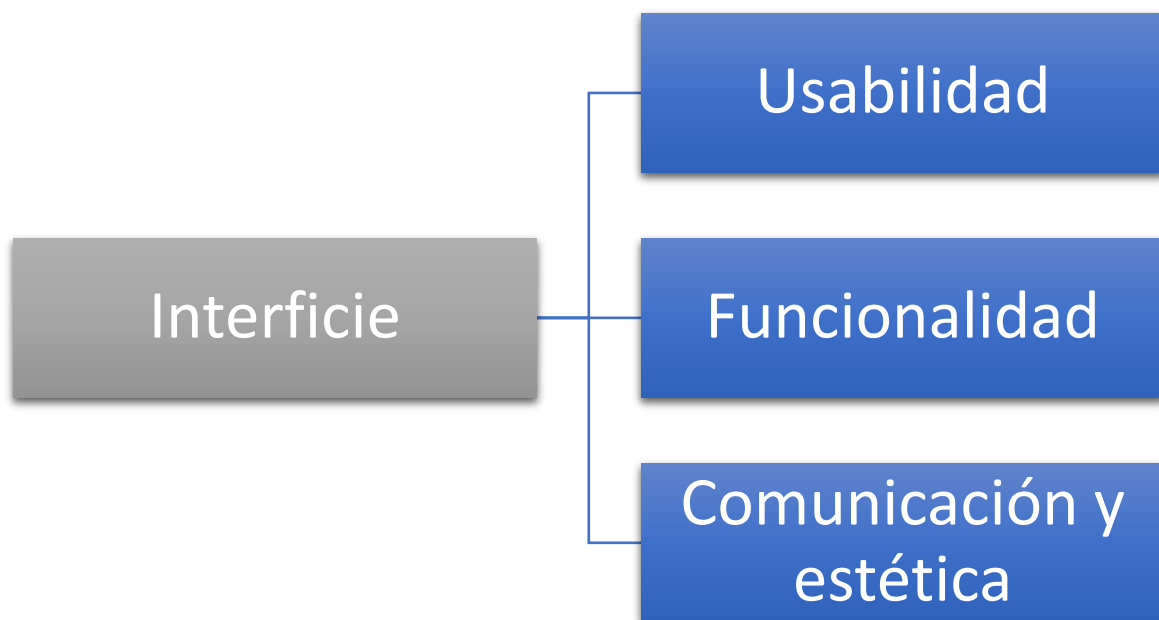 Usabilidad
Interficie
Funcionalidad
Comunicación y
estética